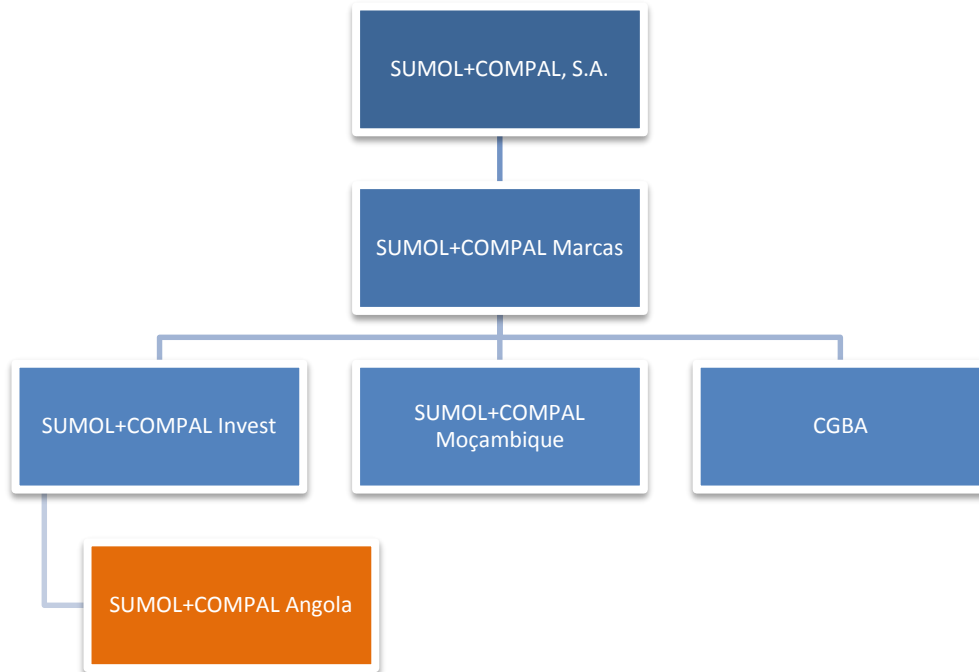 SUMOL+COMPAL, S.A.
SUMOL+COMPAL Marcas
SUMOL+COMPAL Invest
SUMOL+COMPAL
Moçambique
CGBA
SUMOL+COMPAL Angola